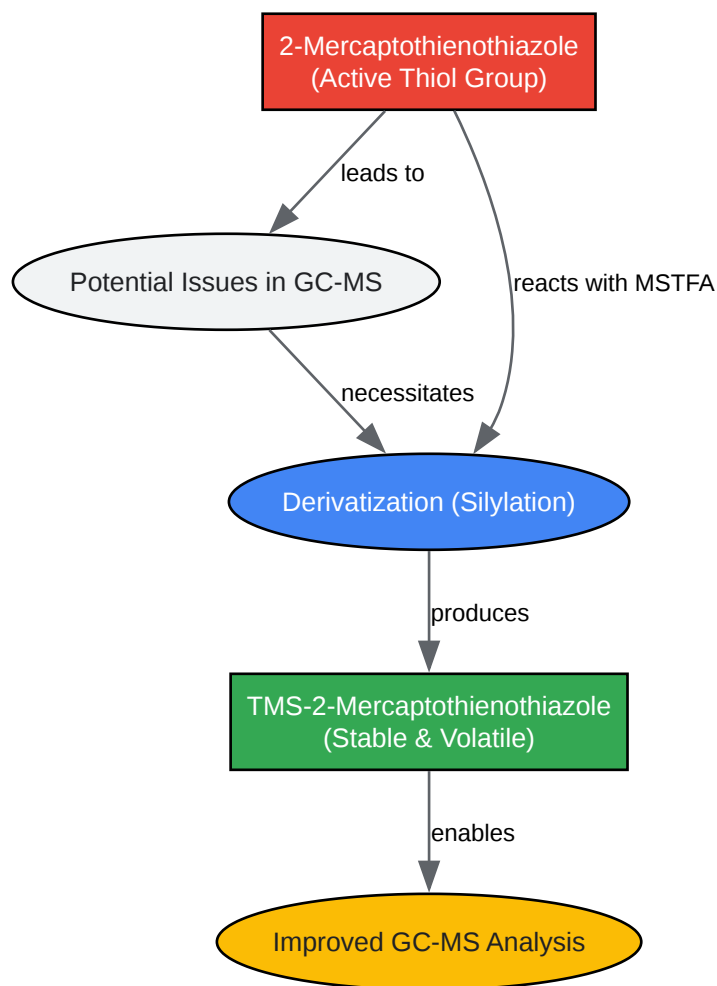 2-Mercaptothienothiazole
(Active Thiol Group)
leads to
Potential Issues in GC-MS
reacts with MSTFA
necessitates
Derivatization (Silylation)
produces
TMS-2-Mercaptothienothiazole
(Stable & Volatile)
enables
Improved GC-MS Analysis